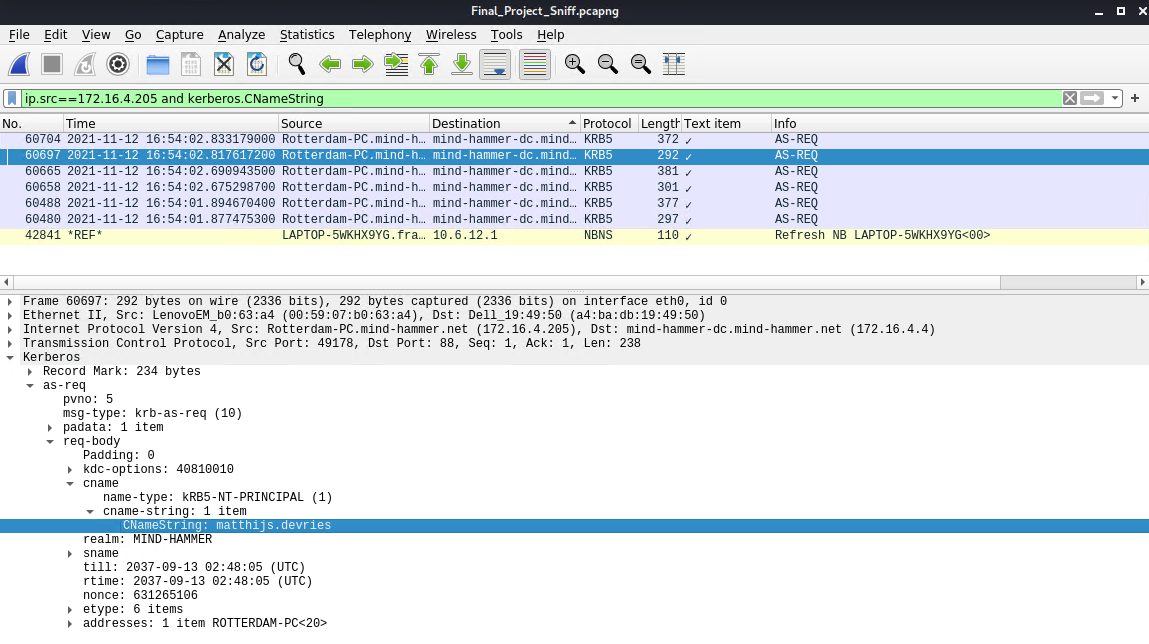 Final_Project_Sniff.pcapng
File Edit View Go Capture Analyze Statistics Telephony Wireless Tools Help
ip.src==172.16.4.205 and kerberos.CNameString
No. Time Source Destination Protocol Length Text item Info
60704 2021-11-12 16:54:02.833179000 Rotterdam-PC.mind-h… mind-hammer-dc.mind… KRB5 372 ✓ AS-REQ
60697 2021-11-12 16:54:02.817617200 Rotterdam-PC.mind-h… mind-hammer-dc.mind… KRB5 292 ✓ AS-REQ
60665 2021-11-12 16:54:02.690943500 Rotterdam-PC.mind-h… mind-hammer-dc.mind… KRB5 381 ✓ AS-REQ
60658 2021-11-12 16:54:02.675298700 Rotterdam-PC.mind-h… mind-hammer-dc.mind… KRB5 301 ✓ AS-REQ
60488 2021-11-12 16:54:01.894670400 Rotterdam-PC.mind-h… mind-hammer-dc.mind… KRB5 377 ✓ AS-REQ
60480 2021-11-12 16:54:01.877475300 Rotterdam-PC.mind-h… mind-hammer-dc.mind… KRB5 297 ✓ AS-REQ
42841 *REF* LAPTOP-5WKHX9YG.fra… 10.6.12.1 NBNS 110 ✓ Refresh NB LAPTOP-5WKHX9YG<00>
Frame 60697: 292 bytes on wire (2336 bits), 292 bytes captured (2336 bits) on interface eth0, id 0
Ethernet II, Src: LenovoEM_b0:63:a4 (00:59:07:b0:63:a4), Dst: Dell_19:49:50 (a4:ba:db:19:49:50)
Internet Protocol Version 4, Src: Rotterdam-PC.mind-hammer.net (172.16.4.205), Dst: mind-hammer-dc.mind-hammer.net (172.16.4.4)
Transmission Control Protocol, Src Port: 49178, Dst Port: 88, Seq: 1, Ack: 1, Len: 238
Kerberos
Record Mark: 234 bytes
as-req
pvno: 5
msg-type: krb-as-req (10)
padata: 1 item
req-body
Padding: 0
kdc-options: 40810010
cname
name-type: kRB5-NT-PRINCIPAL (1)
cname-string: 1 item
CNameString: matthijs.devries
realm: MIND-HAMMER
sname
till: 2037-09-13 02:48:05 (UTC)
rtime: 2037-09-13 02:48:05 (UTC)
nonce: 631265106
etype: 6 items
addresses: 1 item ROTTERDAM-PC<20>